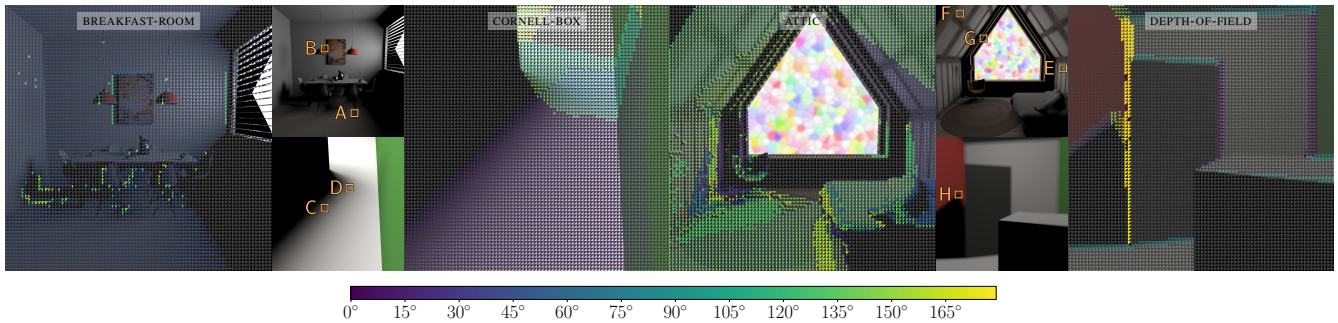 BREAKFAST-ROOM
CORNELL-BOX
ATTIC
DEPTH-OF-FIELD
B
A
D
C
F
G
E
H
0° 15° 30° 45° 60° 75° 90° 105° 120° 135° 150° 165°